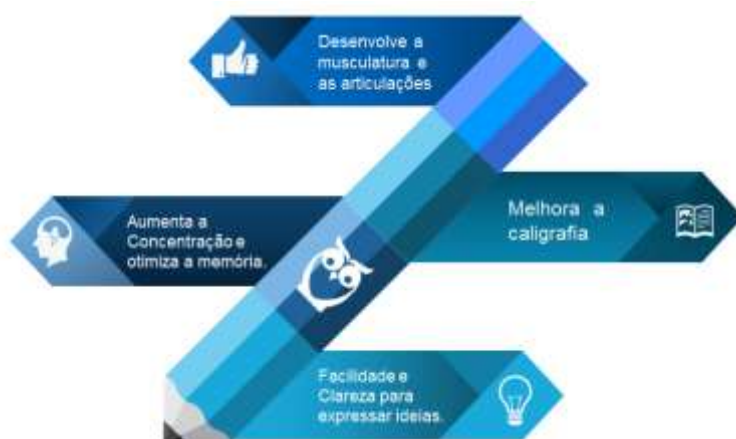 Desenvolve a
musculatura e
as articulações
Aumenta a
Concentração e
otimiza a memória.
Melhora a
caligrafia
Facilidade e
Clareza para
expressar ideias.